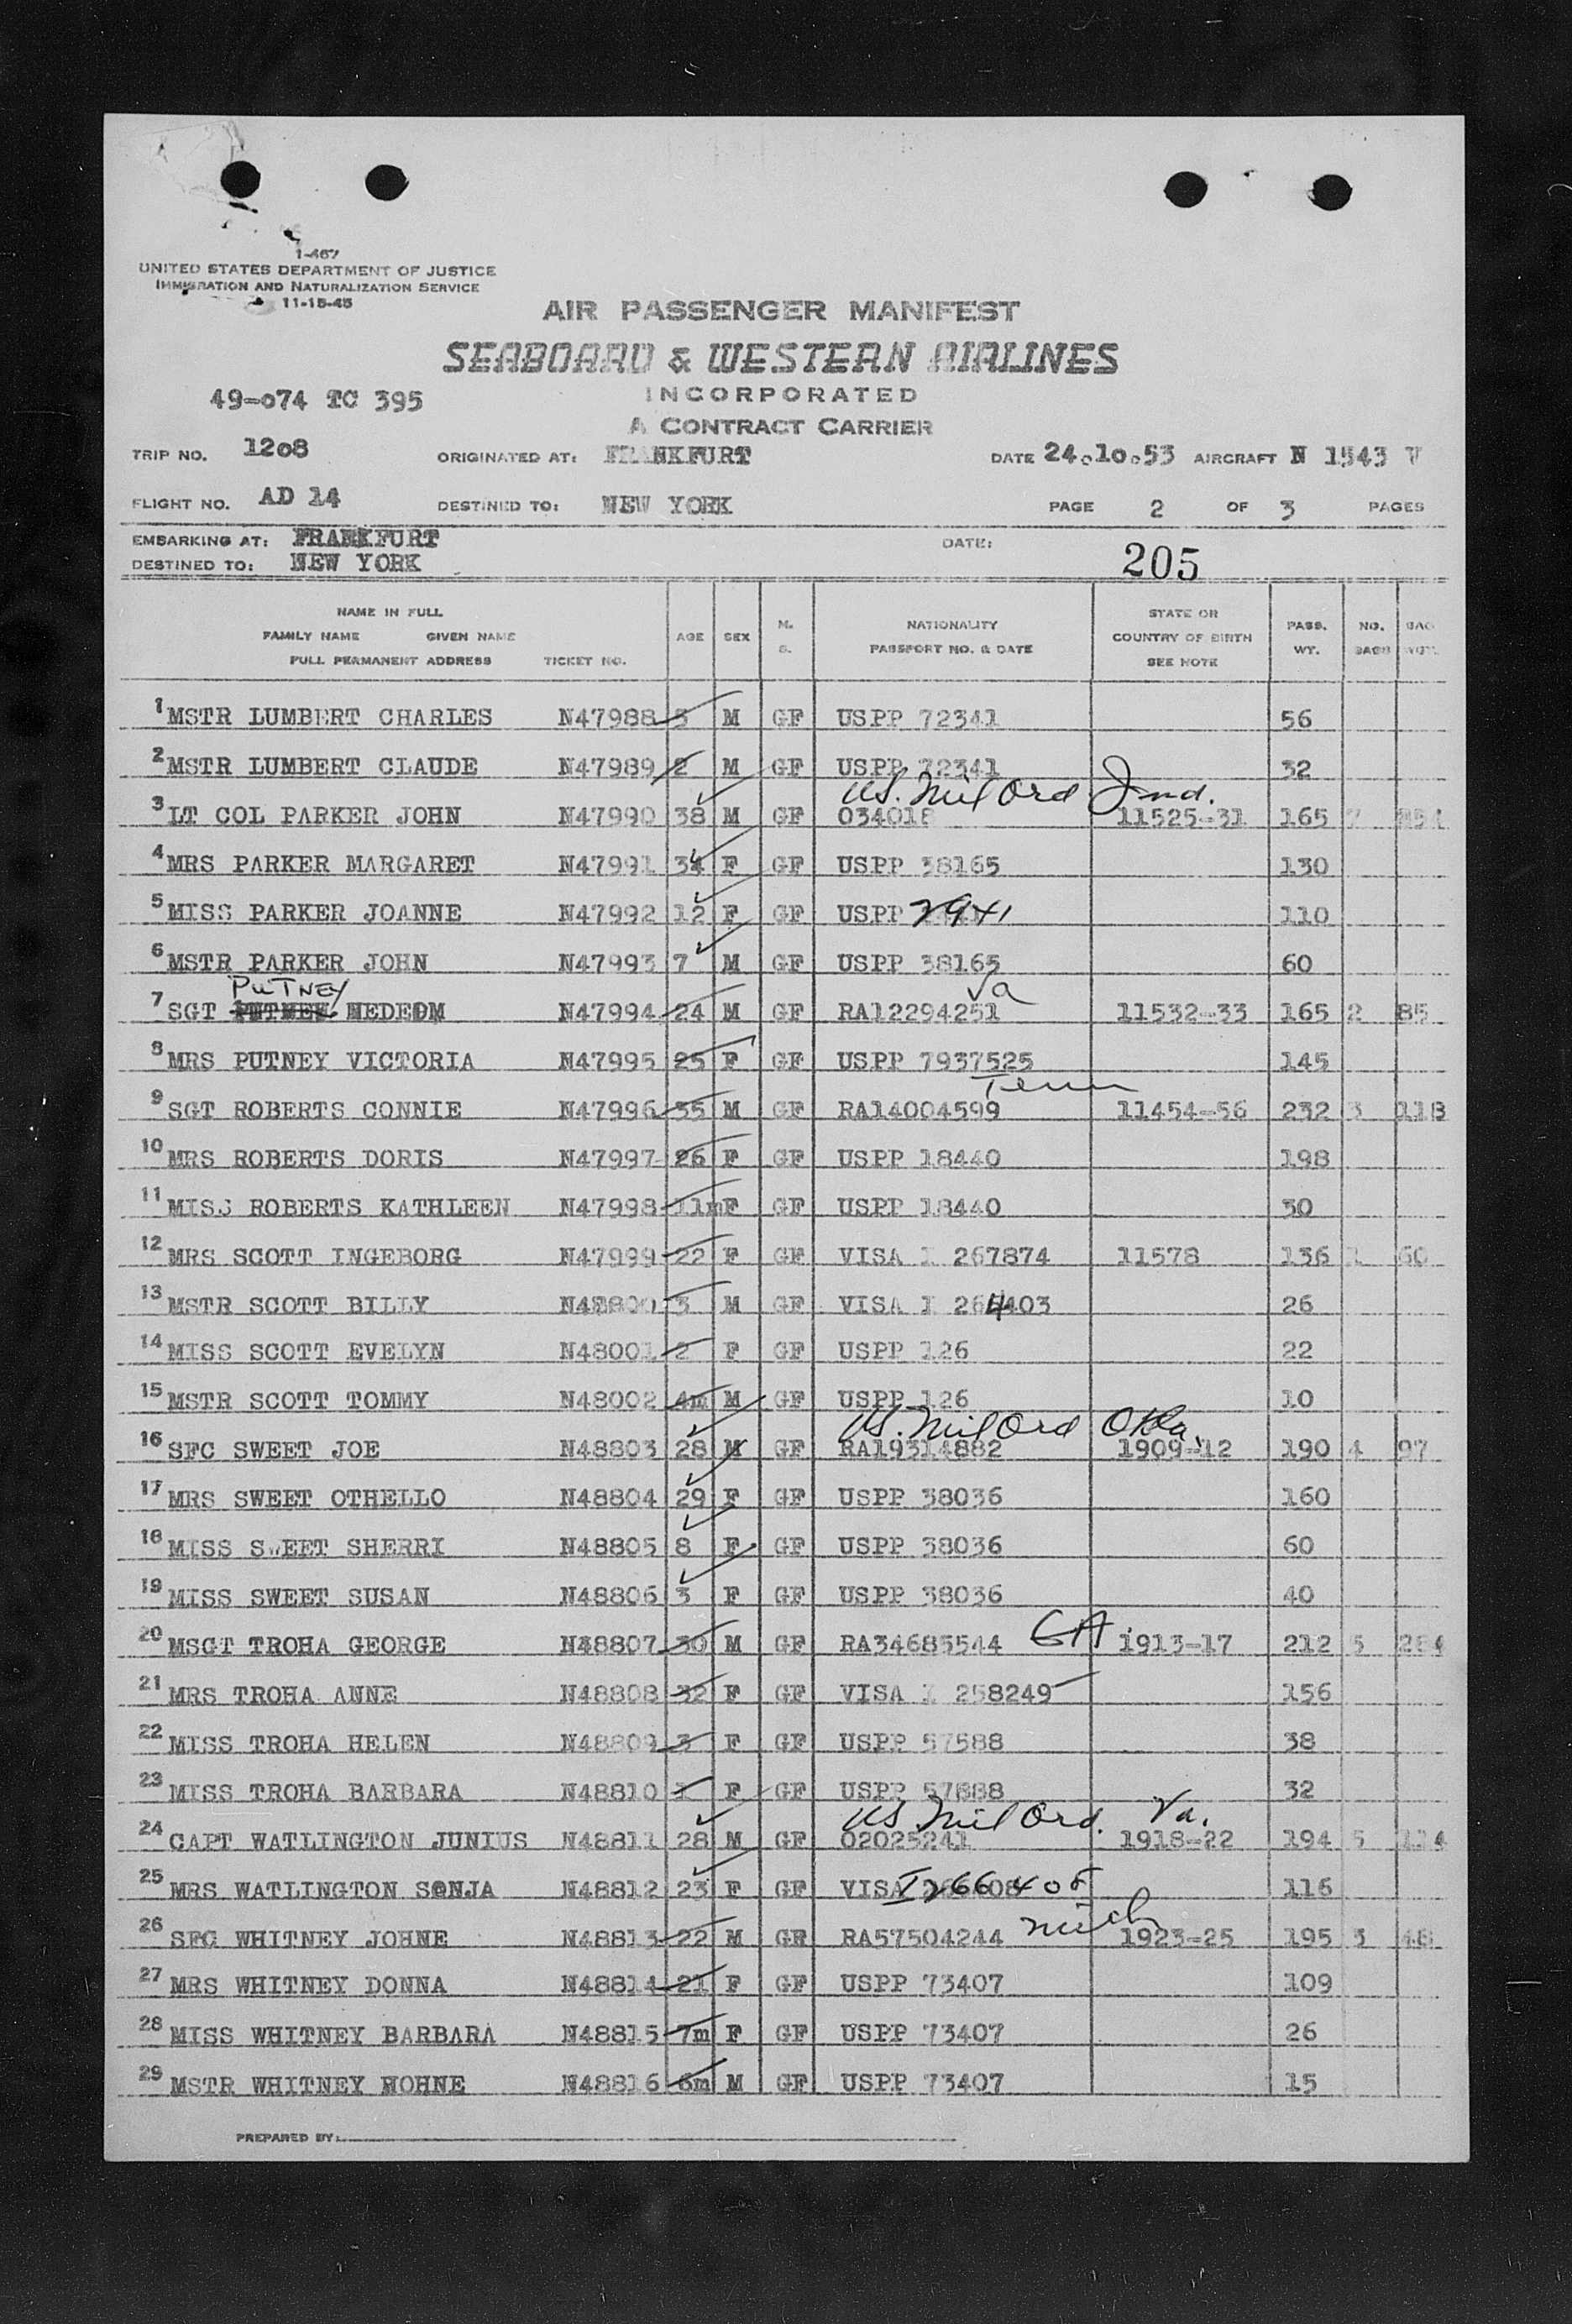 1-467
UNITED STATES DEPARTMENT OF JUSTICE
IMMIGRATION AND NATURALIZATION SERVICE
11-15-45
AIR PASSENGER MANIFEST
SEABOARD & WESTERN AIRLINES
INCORPORATED
A CONTRACT CARRIER
49-074 TC 395
TRIP NO. 1208 ORIGINATED AT: FRANKFURT DATE 24.10.53 AIRCRAFT N 1543 V
FLIGHT NO. AD 14 DESTINED TO: NEW YORK PAGE 2 OF 3 PAGES
EMBARKING AT: FRANKFURT DATE:
DESTINED TO: NEW YORK 205
NAME IN FULL
FAMILY NAME GIVEN NAME
FULL PERMANENT ADDRESS TICKET NO. AGE SEX M. S. NATIONALITY PASSPORT NO. & DATE STATE OR COUNTRY OF BIRTH SEE NOTE PASS. WT. NO. BAGS BAG WGT.
1 MSTR LUMBERT CHARLES N47988 5 M GF USPP 72341 56
2 MSTR LUMBERT CLAUDE N47989 2 M GF USPP 72341 32
US. Mil Ord Ind.
3 LT COL PARKER JOHN N47990 38 M GF 034018 11525-31 165 7
4 MRS PARKER MARGARET N47991 34 F GF USPP 38165 130
5 MISS PARKER JOANNE N47992 12 F GF USPP 2941 110
6 MSTR PARKER JOHN N47993 7 M GF USPP 38165 60
PUTNEY Va
7 SGT MEDEOM N47994 24 M GF RA12294251 11532-33 165 2 85
8 MRS PUTNEY VICTORIA N47995 25 F GF USPP 7937525 145
Tenn
9 SGT ROBERTS CONNIE N47996 35 M GF RA14004599 11454-56 232 3 118
10 MRS ROBERTS DORIS N47997 26 F GF USPP 18440 198
11 MISS ROBERTS KATHLEEN N47998 11m F GF USPP 18440 30
12 MRS SCOTT INGEBORG N47999 22 F GF VISA I 267874 11578 136 1 60
13 MSTR SCOTT BILLY N48800 3 M GF VISA I 264403 26
14 MISS SCOTT EVELYN N48001 2 F GF USPP 126 22
15 MSTR SCOTT TOMMY N48002 4m M GF USPP 126 10
US. Mil Ord Okla.
16 SFC SWEET JOE N48803 28 M GF RA19314882 1909-12 190 4 97
17 MRS SWEET OTHELLO N48804 29 F GF USPP 38036 160
18 MISS SWEET SHERRI N48805 8 F GF USPP 38036 60
19 MISS SWEET SUSAN N48806 3 F GF USPP 38036 40
20 MSGT TROHA GEORGE N48807 30 M GF RA34685544 GA. 1913-17 212 5 284
21 MRS TROHA ANNE N48808 32 F GF VISA I 258249 156
22 MISS TROHA HELEN N48809 3 F GF USPP 57588 38
23 MISS TROHA BARBARA N48810 F GF USPP 57888 32
US Mil Ord. Va.
24 CAPT WATLINGTON JUNIUS N48811 28 M GF 02025241 1918-22 194 5 114
25 MRS WATLINGTON SONJA N48812 23 F GF VISA I 266405 116
26 SFC WHITNEY JOHNE N48813 22 M GF RA57504244 Mich 1923-25 195 3 48
27 MRS WHITNEY DONNA N48814 21 F GF USPP 73407 109
28 MISS WHITNEY BARBARA N48815 7m F GF USPP 73407 26
29 MSTR WHITNEY HOHNE N48816 6m M GF USPP 73407 15
PREPARED BY: